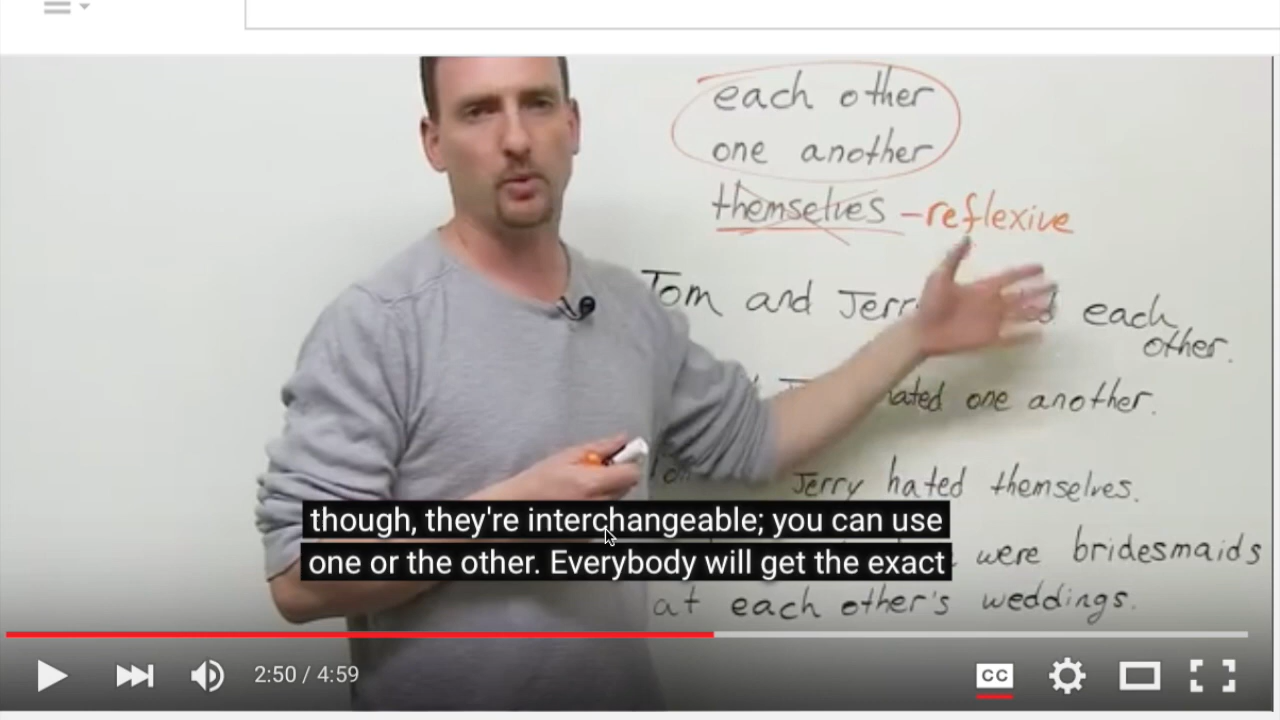 each other
one another
themselves - reflexive
Tom and Jerry each
other.
hated one another.
Jerry hated themselves.
though, they're interchangeable; you can use
one or the other. Everybody will get the exact
were bridesmaids
at each other's weddings.
2:50 / 4:59
CC